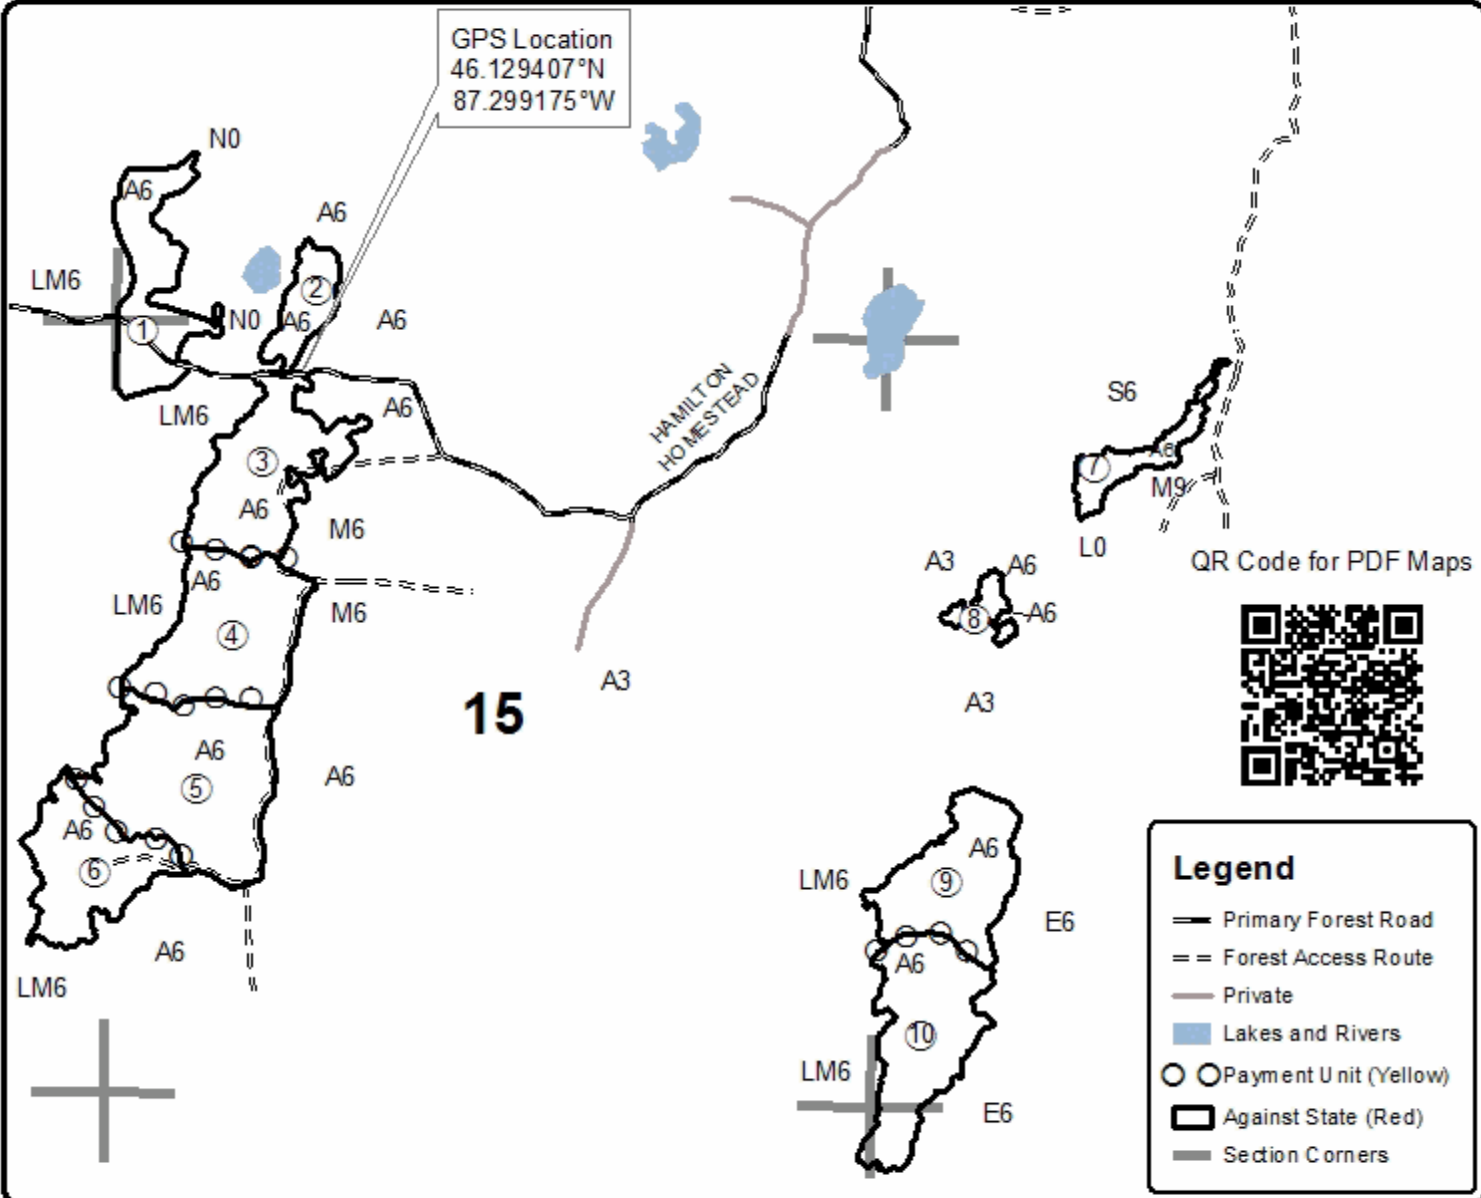 GPS Location
46.129407°N
87.299175°W
N0
A6
A6
LM6
2
1
N0
A6
A6
LM6
A6
HAMILTON
HOMESTEAD
S6
3
A6
7
M9
A6
M6
L0
QR Code for PDF Maps
A3
A6
A6
LM6
M6
8
A6
4
A3
A3
15
A6
A6
5
A6
6
A6
LM6
9
E6
A6
A6
LM6
10
LM6
E6
Legend
Primary Forest Road
Forest Access Route
Private
Lakes and Rivers
Payment Unit (Yellow)
Against State (Red)
Section Corners